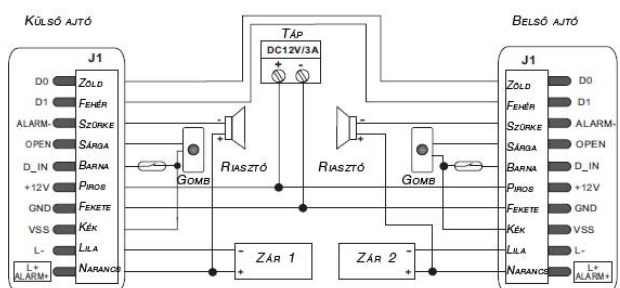 KÜLSŐ AJTÓ
TÁP
BELSŐ AJTÓ
DC12V/3A
+ -
J1
D0 ZÖLD
D1 FEHÉR
ALARM- SZÜRKE
OPEN SÁRGA
D_IN BARNA
+12V PIROS
GND FEKETE
VSS KÉK
L- LILA
L+ ALARM+ NARANCS
- +
RIASZTÓ
GOMB
- +
RIASZTÓ
GOMB
- ZÁR 1 +
ZÁR 2 - +
J1
ZÖLD D0
FEHÉR D1
SZÜRKE ALARM-
SÁRGA OPEN
BARNA D_IN
PIROS +12V
FEKETE GND
KÉK VSS
LILA L-
NARANCS L+ ALARM+